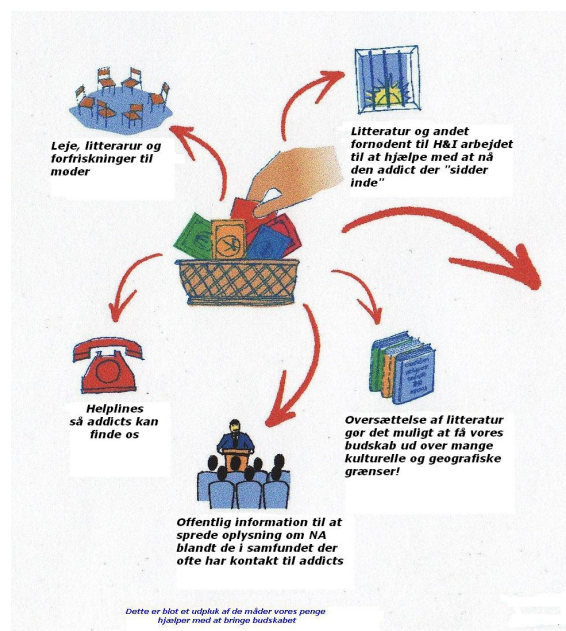 Leje, litterarur og
forfriskninger til
møder
Litteratur og andet
fornødent til H&I arbejdet
til at hjælpe med at nå
den addict der "sidder
inde"
Helplines
så addicts kan
finde os
Oversættelse af litteratur
gør det muligt at få vores
budskab ud over mange
kulturelle og geografiske
grænser!
Offentlig information til at
sprede oplysning om NA
blandt de i samfundet der
ofte har kontakt til addicts
Dette er blot et udpluk af de måder vores penge
hjælper med at bringe budskabet